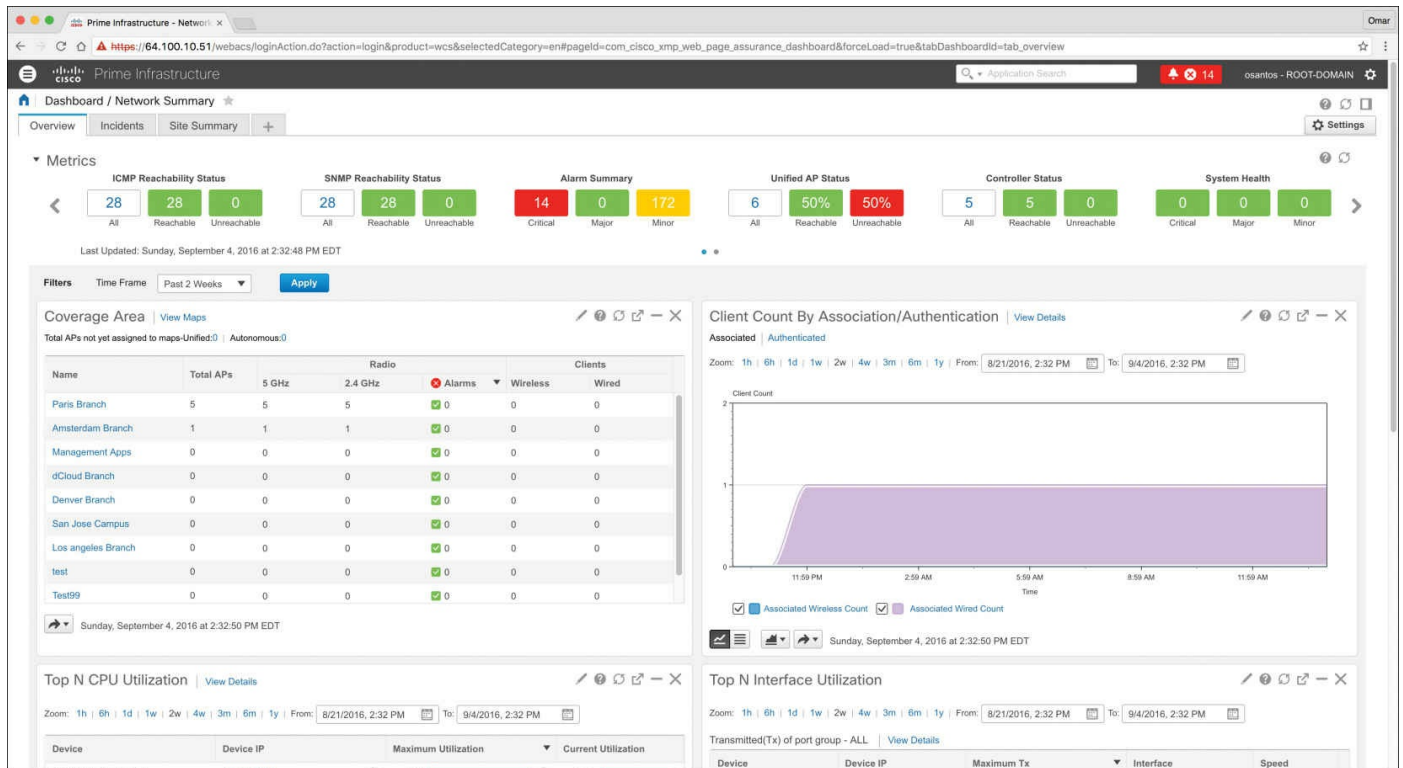 Prime Infrastructure - Networ
Omar
https://64.100.10.51/webacs/loginAction.do?action=login&product=wcs&selectedCategory=en#pageId=com_cisco_xmp_web_page_assurance_dashboard&forceLoad=true&tabDashboardId=tab_overview
CISCO Prime Infrastructure
Application Search
14
osantos - ROOT-DOMAIN
Dashboard / Network Summary
Overview Incidents Site Summary +
Settings
Metrics
ICMP Reachability Status SNMP Reachability Status Alarm Summary Unified AP Status Controller Status System Health
28 28 0 28 28 0 14 0 172 6 50% 50% 5 5 0 0 0 0
All Reachable Unreachable All Reachable Unreachable Critical Major Minor All Reachable Unreachable All Reachable Unreachable Critical Major Minor
Last Updated: Sunday, September 4, 2016 at 2:32:48 PM EDT
Filters Time Frame Past 2 Weeks Apply
Coverage Area | View Maps
Total APs not yet assigned to maps-Unified:0 | Autonomous:0
Radio Clients
Name Total APs 5 GHz 2.4 GHz Alarms Wireless Wired
Paris Branch 5 5 5 0 0 0
Amsterdam Branch 1 1 1 0 0 0
Management Apps 0 0 0 0 0 0
dCloud Branch 0 0 0 0 0 0
Denver Branch 0 0 0 0 0 0
San Jose Campus 0 0 0 0 0 0
Los angeles Branch 0 0 0 0 0 0
test 0 0 0 0 0 0
Test99 0 0 0 0 0 0
Sunday, September 4, 2016 at 2:32:50 PM EDT
Client Count By Association/Authentication | View Details
Associated | Authenticated
Zoom: 1h | 6h | 1d | 1w | 2w | 4w | 3m | 6m | 1y | From: 8/21/2016, 2:32 PM To: 9/4/2016, 2:32 PM
Client Count
2
1
0
11:59 PM 2:59 AM 5:59 AM 8:59 AM 11:59 AM
Time
Associated Wireless Count Associated Wired Count
Sunday, September 4, 2016 at 2:32:50 PM EDT
Top N CPU Utilization | View Details
Zoom: 1h | 6h | 1d | 1w | 2w | 4w | 3m | 6m | 1y | From: 8/21/2016, 2:32 PM To: 9/4/2016, 2:32 PM
Device Device IP Maximum Utilization Current Utilization
Top N Interface Utilization
Zoom: 1h | 6h | 1d | 1w | 2w | 4w | 3m | 6m | 1y | From: 8/21/2016, 2:32 PM To: 9/4/2016, 2:32 PM
Transmitted(Tx) of port group - ALL | View Details
Device Device IP Maximum Tx Interface Speed